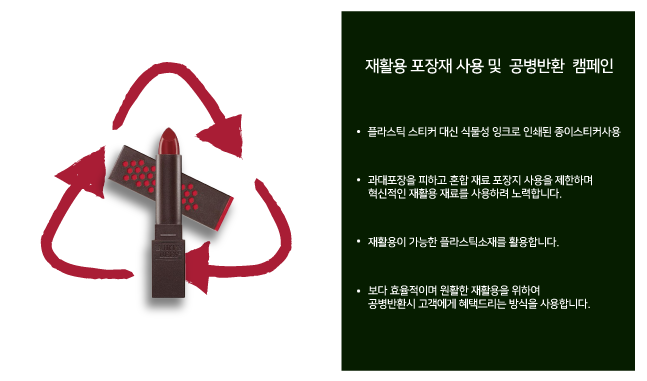 재활용 포장재 사용 및 공병반환 캠페인
• 플라스틱 스티커 대신 식물성 잉크로 인쇄된 종이스티커사용
• 과대포장을 피하고 혼합 재료 포장지 사용을 제한하며
혁신적인 재활용 재료를 사용하려 노력합니다.
• 재활용이 가능한 플라스틱소재를 활용합니다.
• 보다 효율적이며 원활한 재활용을 위하여
공병반환시 고객에게 혜택드리는 방식을 사용합니다.